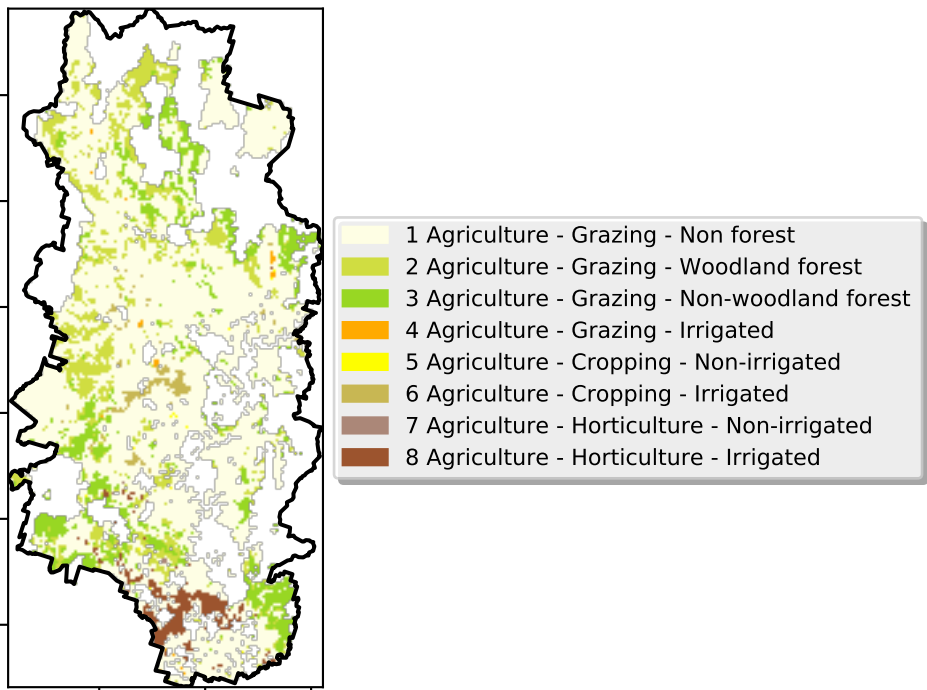 1 Agriculture - Grazing - Non forest
2 Agriculture - Grazing - Woodland forest
3 Agriculture - Grazing - Non-woodland forest
4 Agriculture - Grazing - Irrigated
5 Agriculture - Cropping - Non-irrigated
6 Agriculture - Cropping - Irrigated
7 Agriculture - Horticulture - Non-irrigated
8 Agriculture - Horticulture - Irrigated